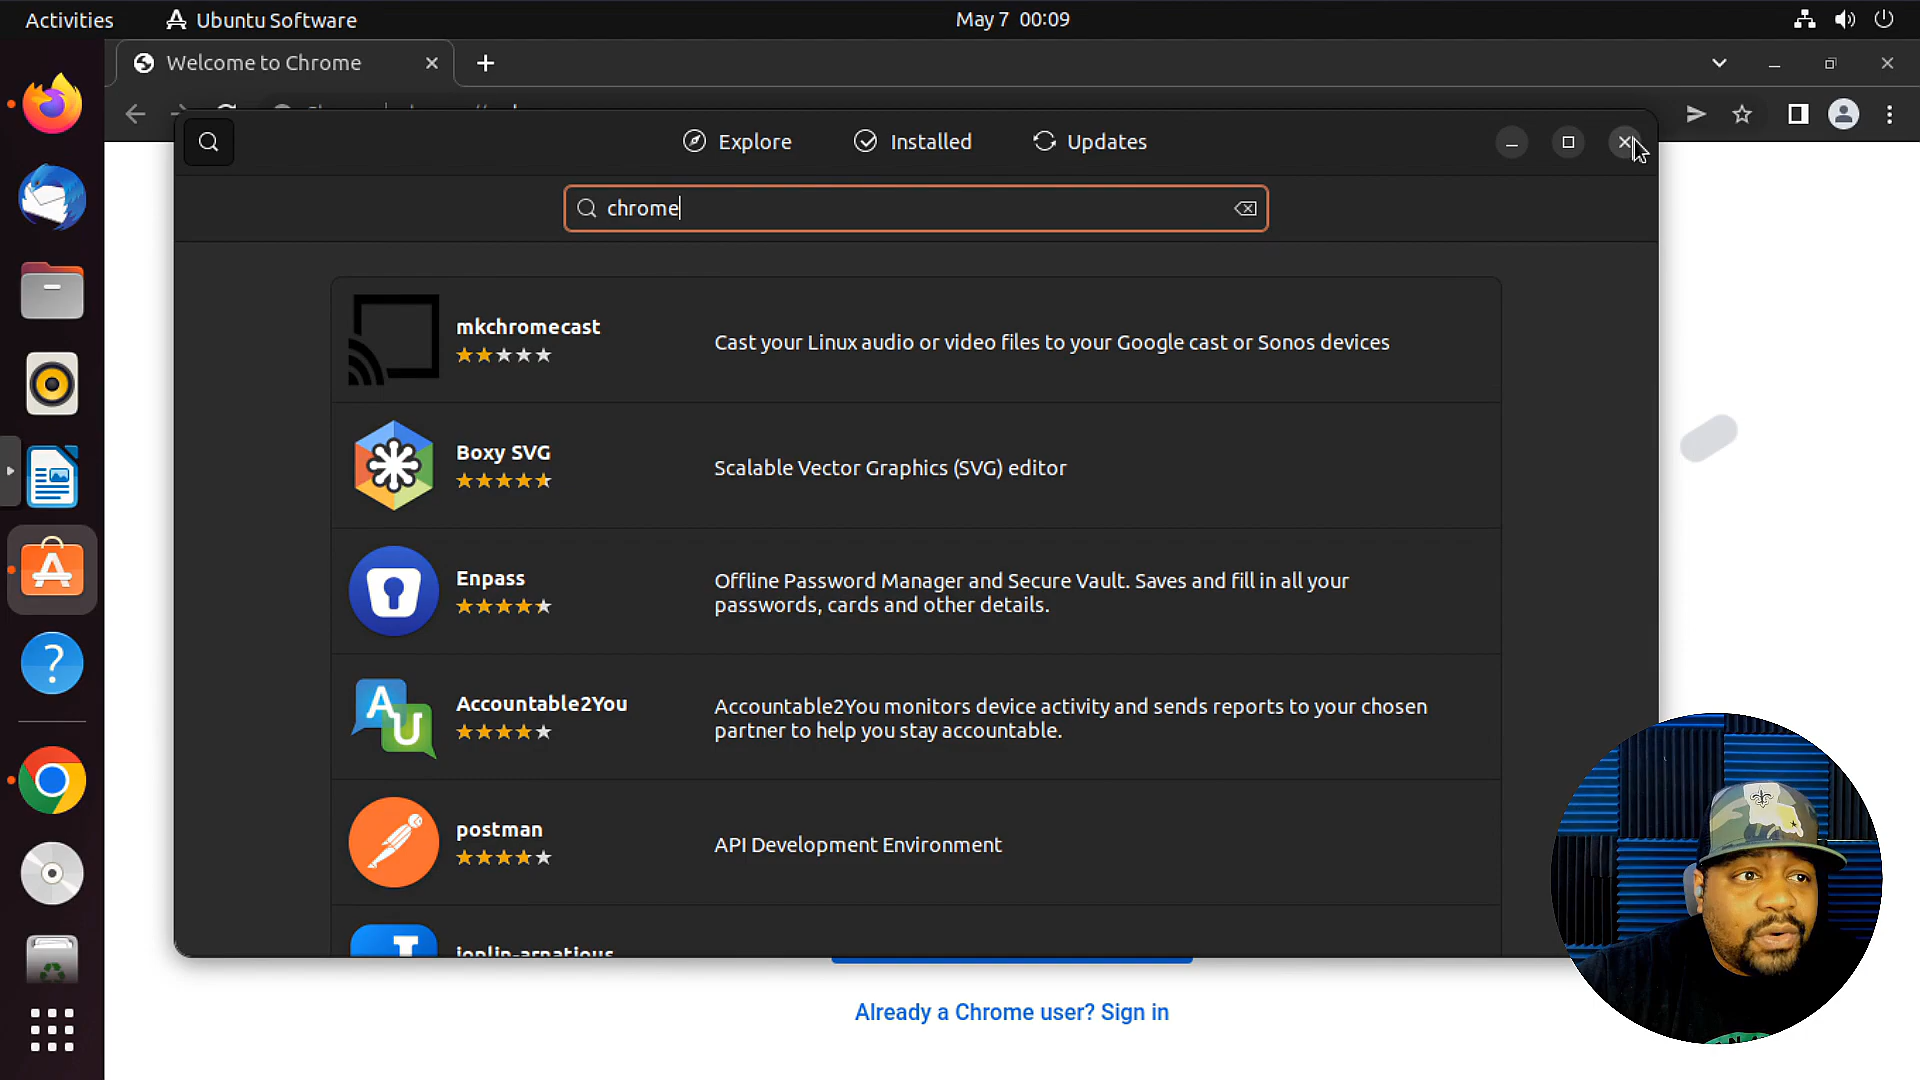 Activities
Ubuntu Software
May 7 00:09
Welcome to Chrome
Explore
Installed
Updates
chrome
mkchromecast
Cast your Linux audio or video files to your Google cast or Sonos devices
Boxy SVG
Scalable Vector Graphics (SVG) editor
Enpass
Offline Password Manager and Secure Vault. Saves and fill in all your
passwords, cards and other details.
Accountable2You
Accountable2You monitors device activity and sends reports to your chosen
partner to help you stay accountable.
postman
API Development Environment
Already a Chrome user? Sign in